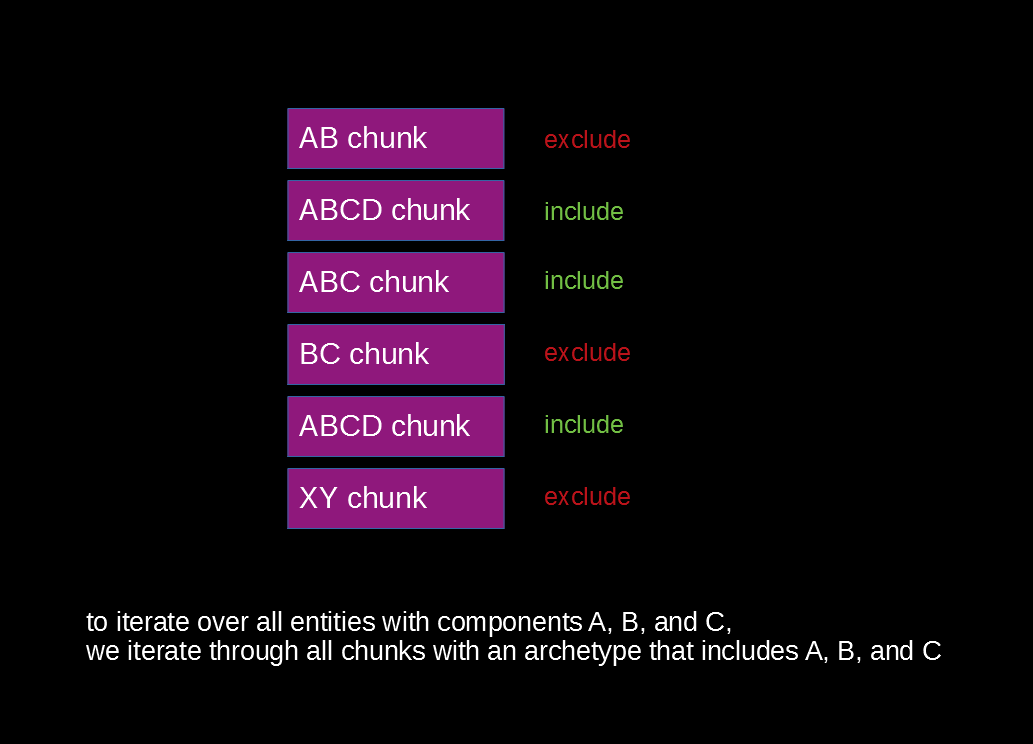 AB chunk exclude
ABCD chunk include
ABC chunk include
BC chunk exclude
ABCD chunk include
XY chunk exclude
to iterate over all entities with components A, B, and C,
we iterate through all chunks with an archetype that includes A, B, and C